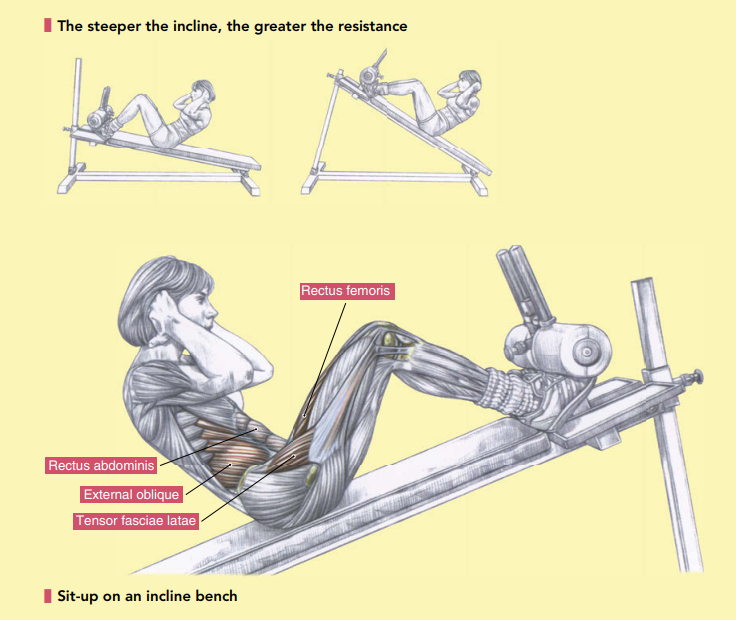 The steeper the incline, the greater the resistance
Rectus femoris
Rectus abdominis
External oblique
Tensor fasciae latae
Sit-up on an incline bench